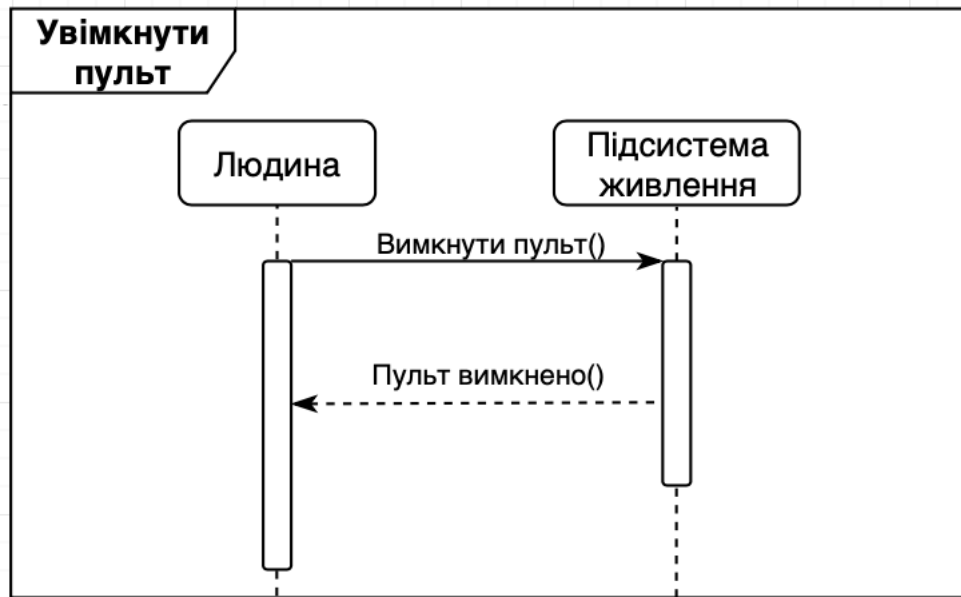 Увімкнути
пульт
Людина
Підсистема
живлення
Вимкнути пульт()
Пульт вимкнено()